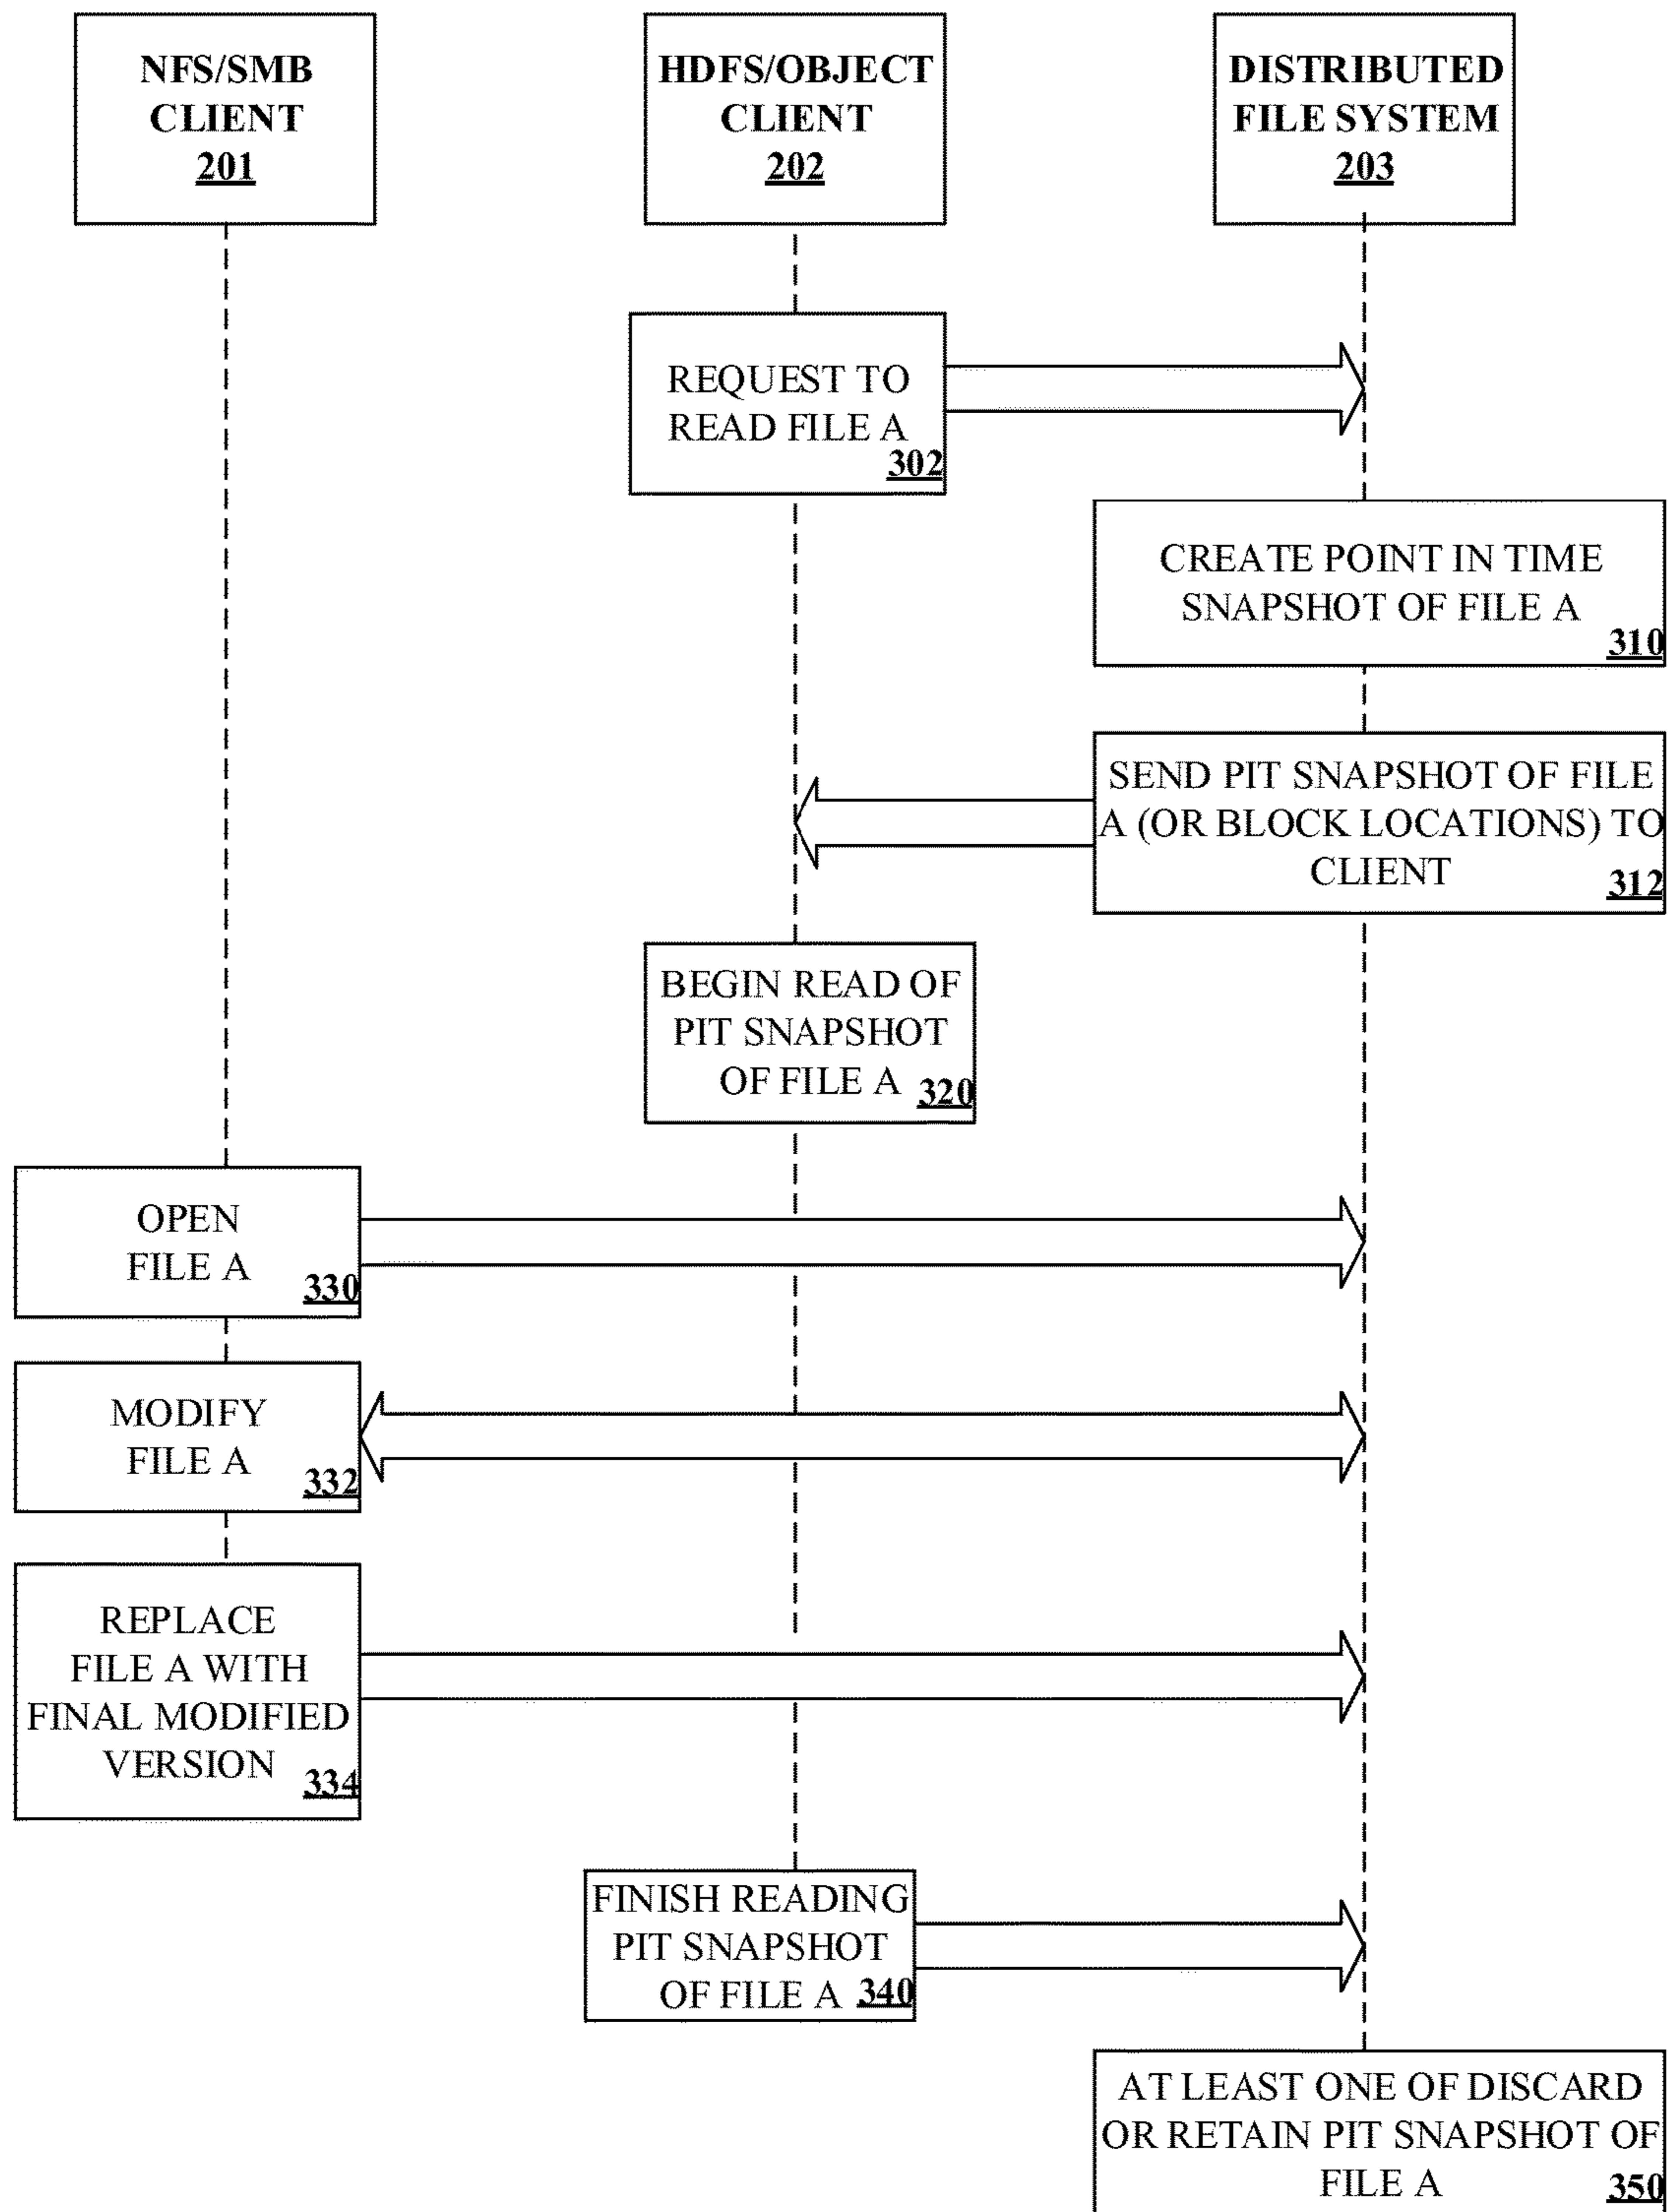 NFS/SMB
CLIENT
201
HDFS/OBJECT
CLIENT
202
DISTRIBUTED
FILE SYSTEM
203
REQUEST TO
READ FILE A
302
CREATE POINT IN TIME
SNAPSHOT OF FILE A
310
SEND PIT SNAPSHOT OF FILE
A (OR BLOCK LOCATIONS) TO
CLIENT
312
BEGIN READ OF
PIT SNAPSHOT
OF FILE A 320
OPEN
FILE A
330
MODIFY
FILE A
332
REPLACE
FILE A WITH
FINAL MODIFIED
VERSION
334
FINISH READING
PIT SNAPSHOT
OF FILE A 340
AT LEAST ONE OF DISCARD
OR RETAIN PIT SNAPSHOT OF
FILE A 350